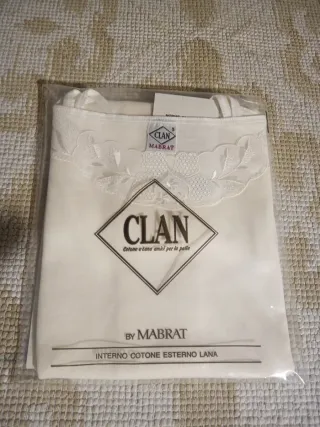 CLAN
MABRAT
CLAN
BY MABRAT
INTERNO COTONE ESTERNO LANA